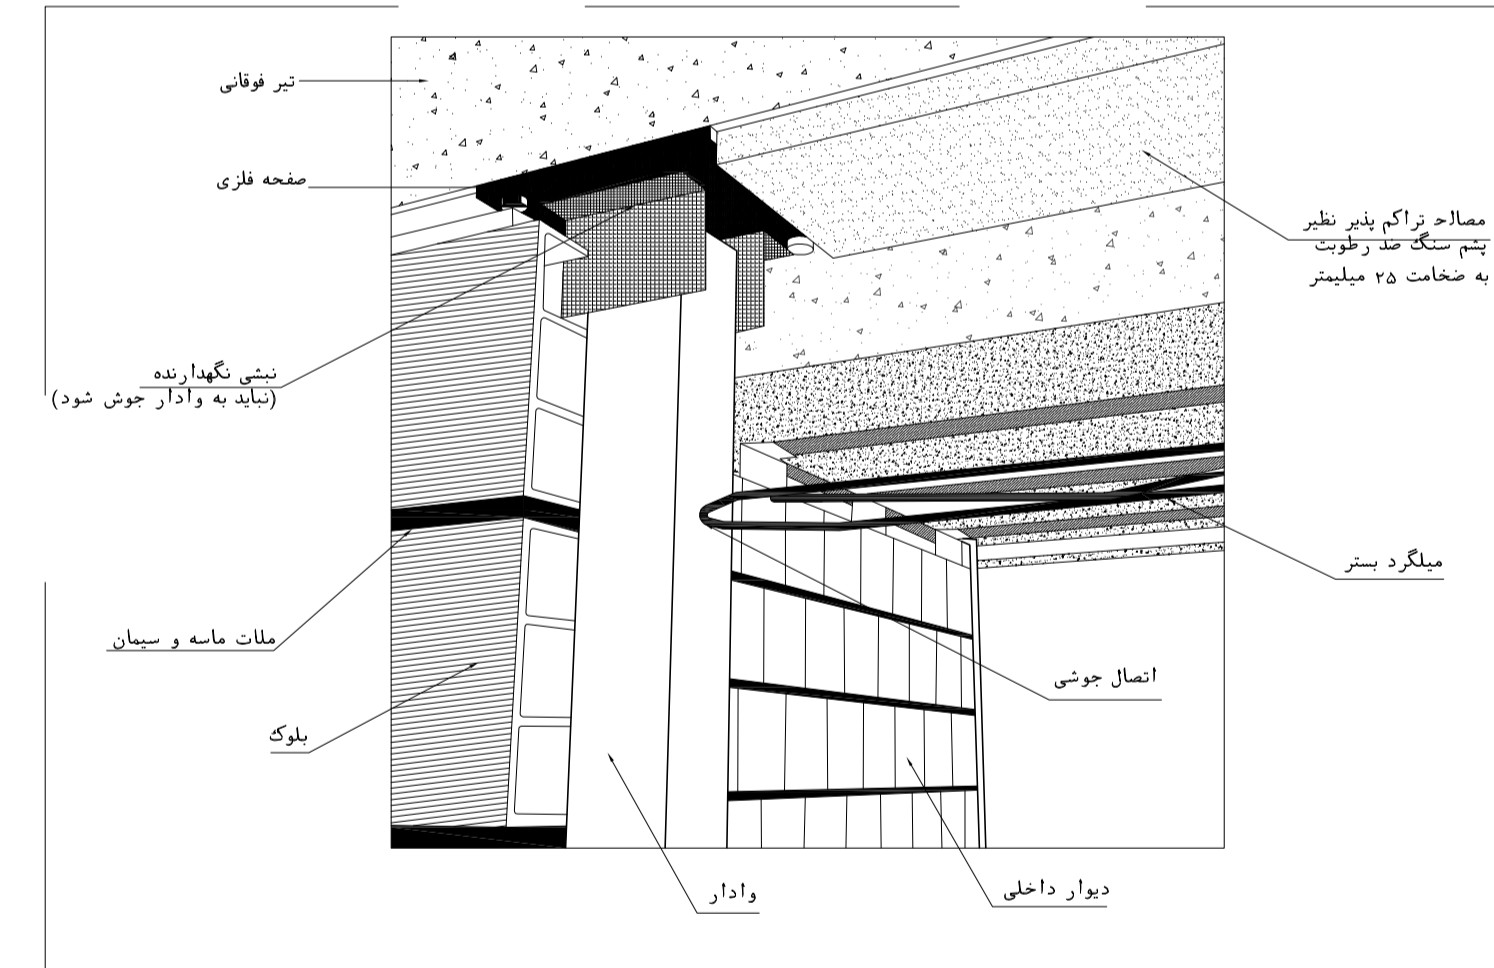 تیر فوقانی
صفحه فلزی
مصالح تراکم پذیر نظیر
پشم سنگ ضد رطوبت
به ضخامت ۲۵ میلیمتر
نبشی نگهدارنده
(نباید به وادار جوش شود)
میلگرد بستر
ملات ماسه و سیمان
اتصال جوشی
بلوک
وادار
دیوار داخلی